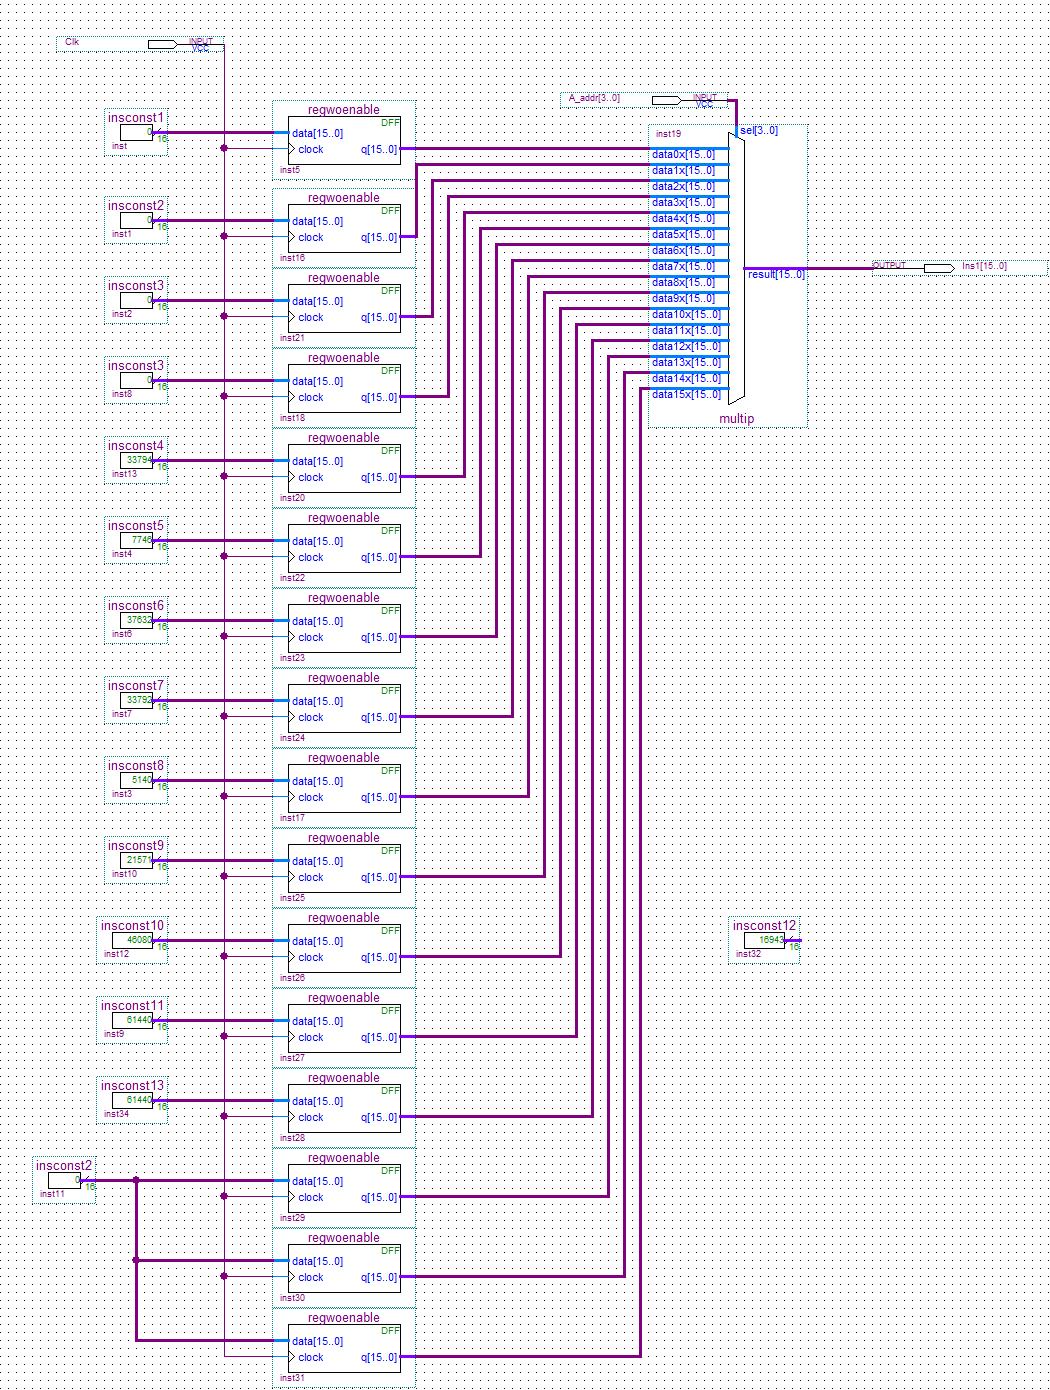 Clk INPUT VCC
A_addr[3..0] INPUT VCC
insconst1 0 16 inst
regwoenable DFF data[15..0] clock q[15..0] inst5
insconst2 0 16 inst1
regwoenable DFF data[15..0] clock q[15..0] inst16
insconst3 0 16 inst2
regwoenable DFF data[15..0] clock q[15..0] inst21
insconst3 0 16 inst8
regwoenable DFF data[15..0] clock q[15..0] inst18
insconst4 33794 16 inst13
regwoenable DFF data[15..0] clock q[15..0] inst20
insconst5 7746 16 inst4
regwoenable DFF data[15..0] clock q[15..0] inst22
insconst6 37632 16 inst6
regwoenable DFF data[15..0] clock q[15..0] inst23
insconst7 33792 16 inst7
regwoenable DFF data[15..0] clock q[15..0] inst24
insconst8 5140 16 inst3
regwoenable DFF data[15..0] clock q[15..0] inst17
insconst9 21571 16 inst10
regwoenable DFF data[15..0] clock q[15..0] inst25
insconst10 46080 16 inst12
regwoenable DFF data[15..0] clock q[15..0] inst26
insconst11 61440 16 inst9
regwoenable DFF data[15..0] clock q[15..0] inst27
insconst13 61440 16 inst34
regwoenable DFF data[15..0] clock q[15..0] inst28
insconst2 0 16 inst11
regwoenable DFF data[15..0] clock q[15..0] inst29
regwoenable DFF data[15..0] clock q[15..0] inst30
regwoenable DFF data[15..0] clock q[15..0] inst31
inst19 sel[3..0]
data0x[15..0]
data1x[15..0]
data2x[15..0]
data3x[15..0]
data4x[15..0]
data5x[15..0]
data6x[15..0]
data7x[15..0]
data8x[15..0]
data9x[15..0]
data10x[15..0]
data11x[15..0]
data12x[15..0]
data13x[15..0]
data14x[15..0]
data15x[15..0]
result[15..0]
multip
OUTPUT Ins1[15..0]
insconst12 16943 16 inst32